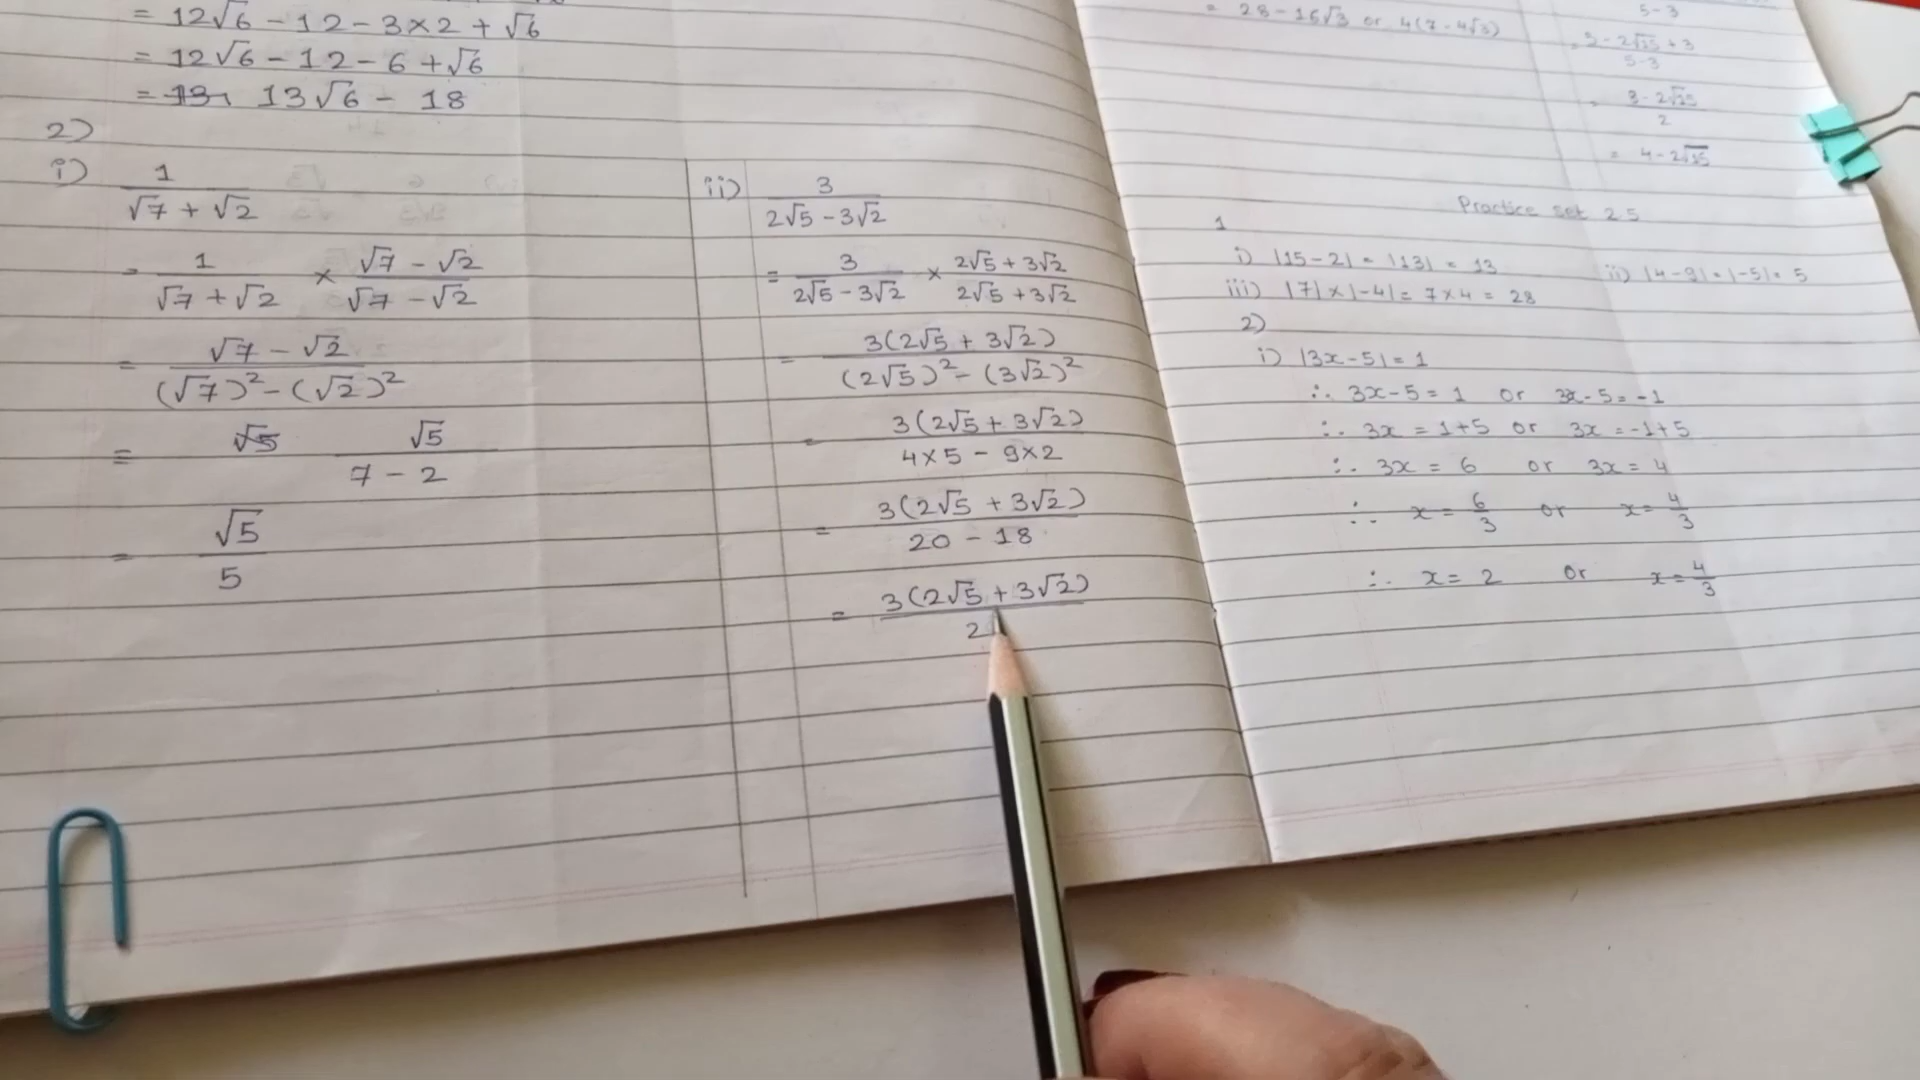 = 12√6 - 12 - 3×2 + √6
= 12√6 - 12 - 6 + √6
= 13√6 - 18
2)
i) 1
√7 + √2
= 1 × √7 - √2
√7 + √2 √7 - √2
= √7 - √2
(√7)² - (√2)²
= √5 √5
7 - 2
= √5
5
ii) 3
2√5 - 3√2
= 3 × 2√5 + 3√2
2√5 - 3√2 2√5 + 3√2
= 3(2√5 + 3√2)
(2√5)² - (3√2)²
= 3(2√5 + 3√2)
4×5 - 9×2
= 3(2√5 + 3√2)
20 - 18
= 3(2√5 + 3√2)
2
= 28 - 16√3 or 4(7 - 4√3)
5-3
= 5 - 2√15 + 3
5-3
= 8 - 2√15
2
= 4 - 2√15
Practice set 2.5
1
i) |15 - 2| = |13| = 13 ii) |4 - 9| = |-5| = 5
iii) |7| × |-4| = 7 × 4 = 28
2)
i) |3x - 5| = 1
∴ 3x - 5 = 1 or 3x - 5 = -1
∴ 3x = 1+5 or 3x = -1+5
∴ 3x = 6 or 3x = 4
∴ x = 6/3 or x = 4/3
∴ x = 2 or x = 4/3